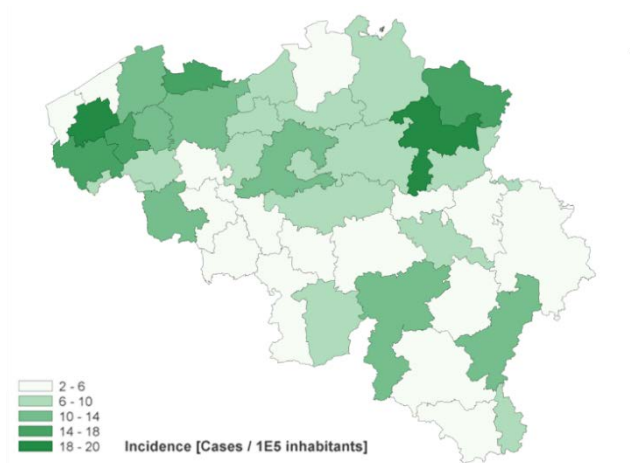 2 - 6
6 - 10
10 - 14
14 - 18
18 - 20
Incidence [Cases / 1E5 inhabitants]